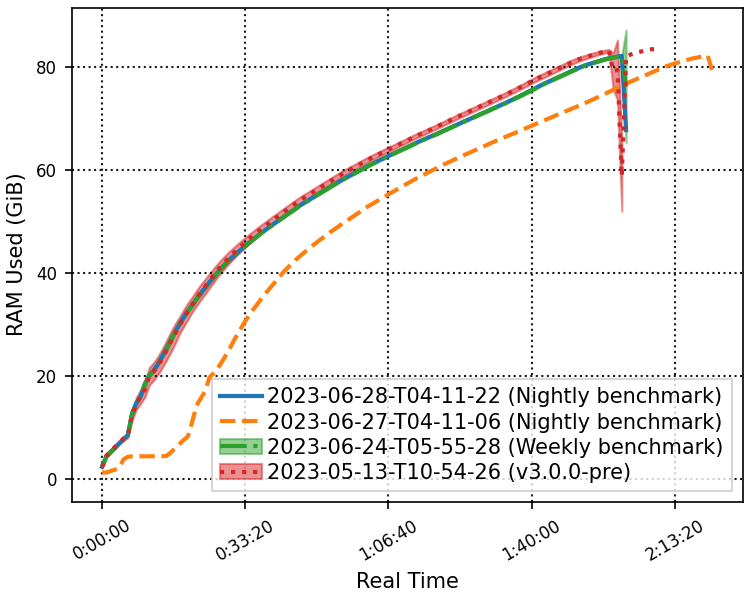 80
60
40
20
0
RAM Used (GiB)
2023-06-28-T04-11-22 (Nightly benchmark)
2023-06-27-T04-11-06 (Nightly benchmark)
2023-06-24-T05-55-28 (Weekly benchmark)
2023-05-13-T10-54-26 (v3.0.0-pre)
0:00:00
0:33:20
1:06:40
1:40:00
2:13:20
Real Time